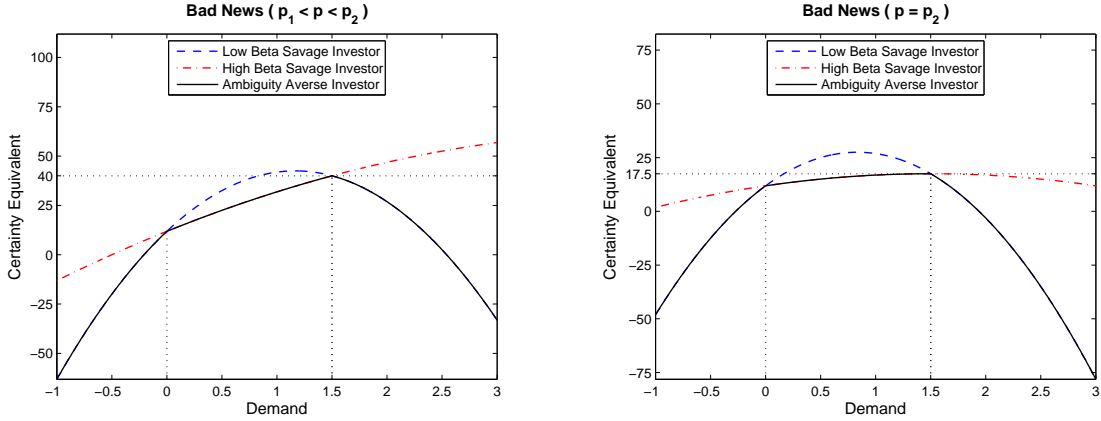 Bad News ( p₁ < p < p₂ )
Low Beta Savage Investor
High Beta Savage Investor
Ambiguity Averse Investor
Certainty Equivalent
100
75
50
40
25
0
−25
−50
−1
−0.5
0
0.5
1
1.5
2
2.5
3
Demand
Bad News ( p = p₂ )
Low Beta Savage Investor
High Beta Savage Investor
Ambiguity Averse Investor
Certainty Equivalent
75
50
25
17.5
0
−25
−50
−75
−1
−0.5
0
0.5
1
1.5
2
2.5
3
Demand